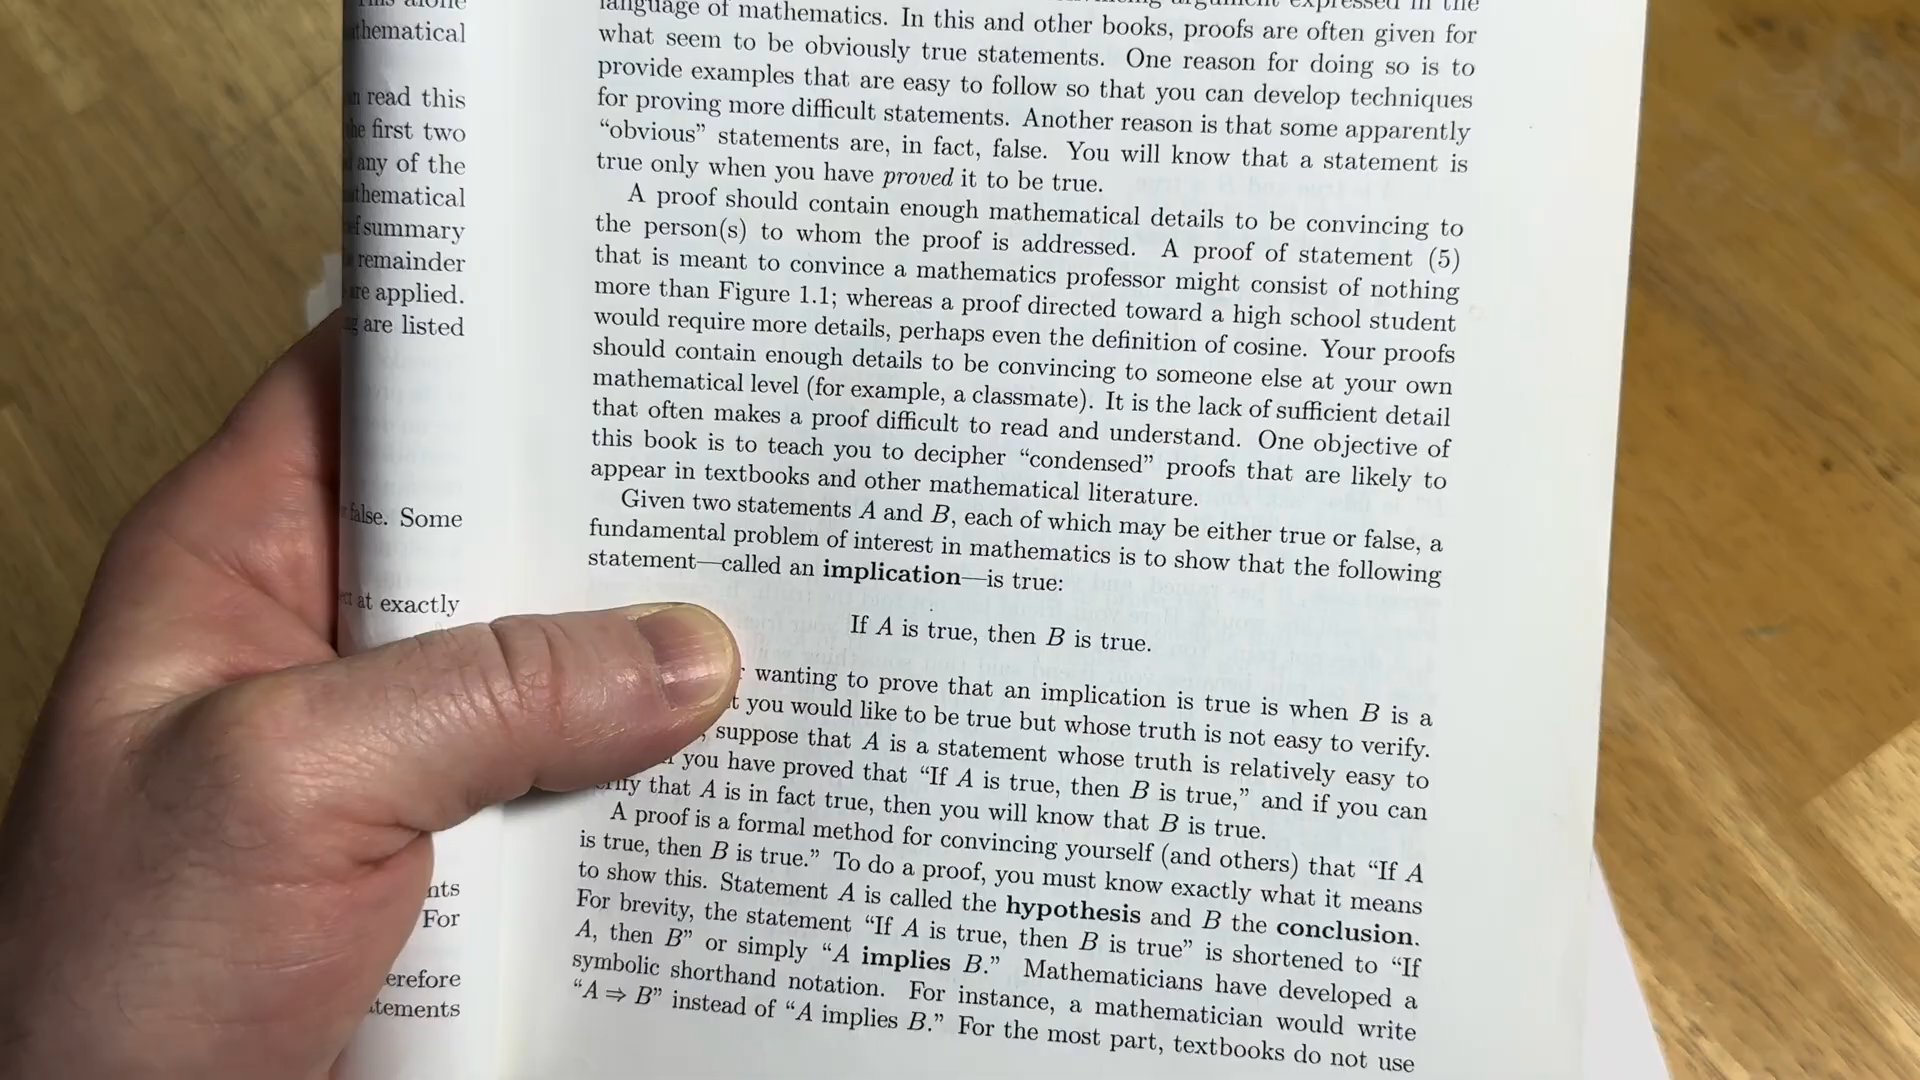 thematical
read this
the first two
any of the
thematical
summary
remainder
are applied.
are listed
false. Some
at exactly
For
language of mathematics. In this and other books, proofs are often given for
what seem to be obviously true statements. One reason for doing so is to
provide examples that are easy to follow so that you can develop techniques
for proving more difficult statements. Another reason is that some apparently
“obvious” statements are, in fact, false. You will know that a statement is
true only when you have proved it to be true.
A proof should contain enough mathematical details to be convincing to
the person(s) to whom the proof is addressed. A proof of statement (5)
that is meant to convince a mathematics professor might consist of nothing
more than Figure 1.1; whereas a proof directed toward a high school student
would require more details, perhaps even the definition of cosine. Your proofs
should contain enough details to be convincing to someone else at your own
mathematical level (for example, a classmate). It is the lack of sufficient detail
that often makes a proof difficult to read and understand. One objective of
this book is to teach you to decipher “condensed” proofs that are likely to
appear in textbooks and other mathematical literature.
Given two statements A and B, each of which may be either true or false, a
fundamental problem of interest in mathematics is to show that the following
statement—called an implication—is true:
If A is true, then B is true.
wanting to prove that an implication is true is when B is a
you would like to be true but whose truth is not easy to verify.
suppose that A is a statement whose truth is relatively easy to
you have proved that “If A is true, then B is true,” and if you can
that A is in fact true, then you will know that B is true.
A proof is a formal method for convincing yourself (and others) that “If A
is true, then B is true.” To do a proof, you must know exactly what it means
to show this. Statement A is called the hypothesis and B the conclusion.
For brevity, the statement “If A is true, then B is true” is shortened to “If
A, then B” or simply “A implies B.” Mathematicians have developed a
symbolic shorthand notation. For instance, a mathematician would write
“A ⇒ B” instead of “A implies B.” For the most part, textbooks do not use